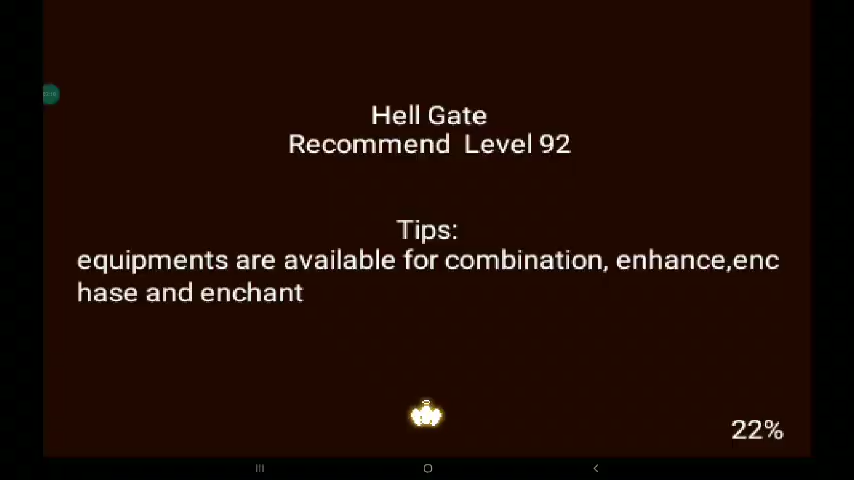 Hell Gate
Recommend  Level 92
Tips:
equipments are available for combination, enhance,enc
hase and enchant
22%